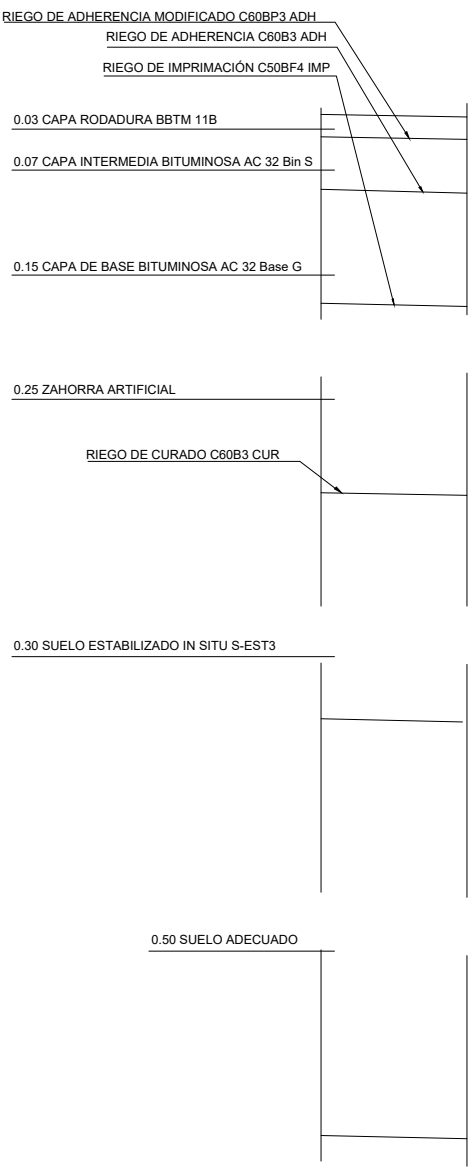 RIEGO DE ADHERENCIA MODIFICADO C60BP3 ADH
RIEGO DE ADHERENCIA C60B3 ADH
RIEGO DE IMPRIMACIÓN C50BF4 IMP
0.03 CAPA RODADURA BBTM 11B
0.07 CAPA INTERMEDIA BITUMINOSA AC 32 Bin S
0.15 CAPA DE BASE BITUMINOSA AC 32 Base G
0.25 ZAHORRA ARTIFICIAL
RIEGO DE CURADO C60B3 CUR
0.30 SUELO ESTABILIZADO IN SITU S-EST3
0.50 SUELO ADECUADO